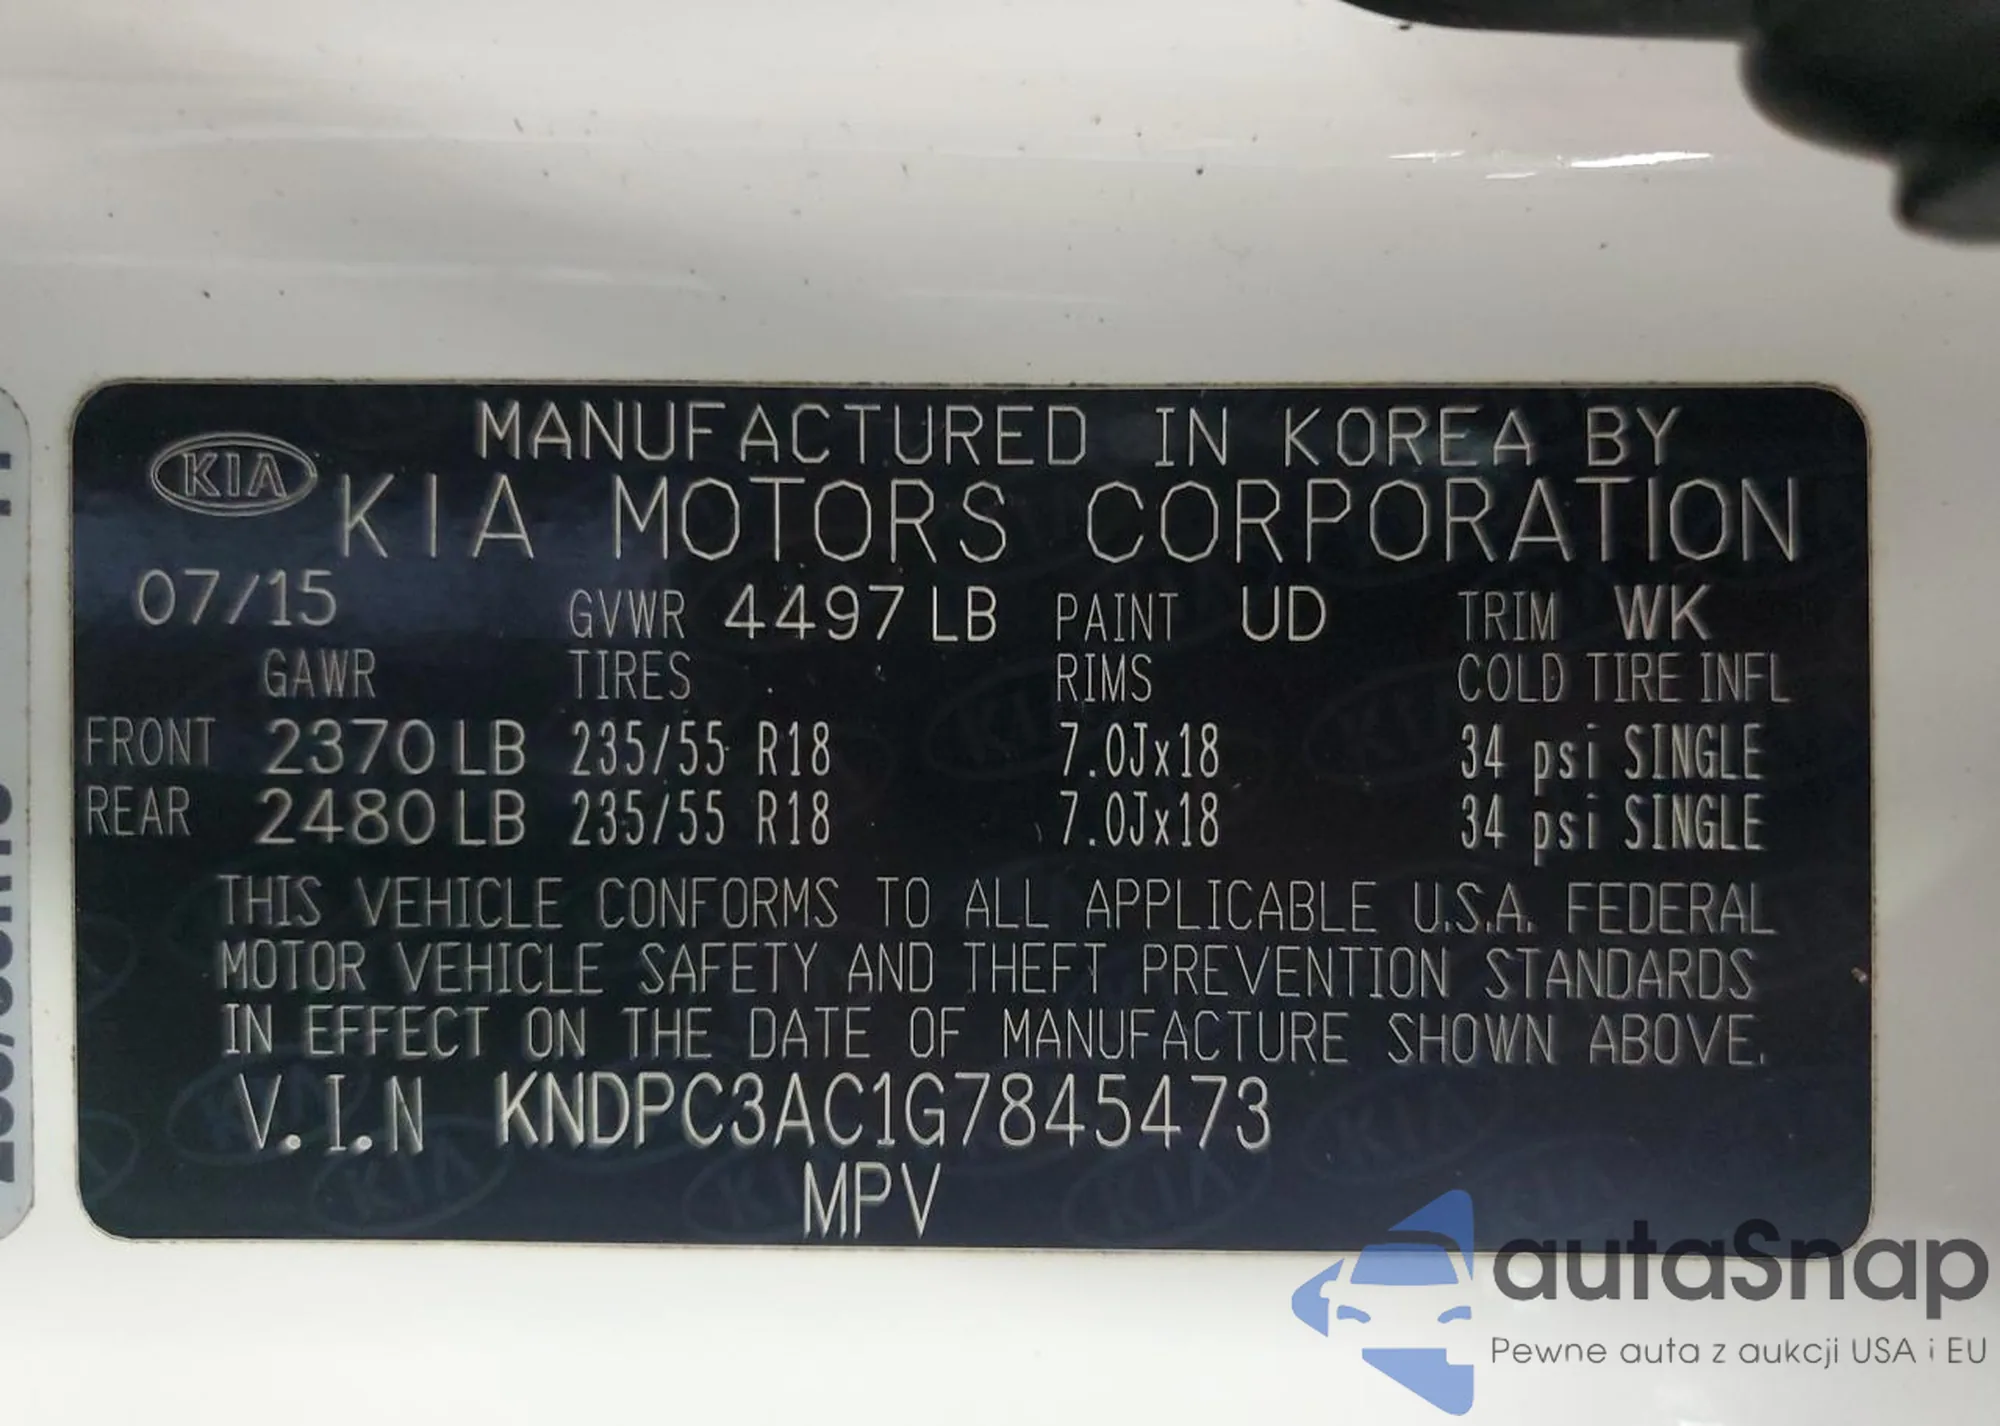 MANUFACTURED IN KOREA BY
KIA
KIA MOTORS CORPORATION
07/15 GVWR 4497 LB PAINT UD TRIM WK
GAWR TIRES RIMS COLD TIRE INFL
FRONT 2370 LB 235/55 R18 7.0Jx18 34 psi SINGLE
REAR 2480 LB 235/55 R18 7.0Jx18 34 psi SINGLE
THIS VEHICLE CONFORMS TO ALL APPLICABLE U.S.A. FEDERAL
MOTOR VEHICLE SAFETY AND THEFT PREVENTION STANDARDS
IN EFFECT ON THE DATE OF MANUFACTURE SHOWN ABOVE.
V.I.N KNDPC3AC1G7845473
MPV
autaSnap
Pewne auta z aukcji USA i EU